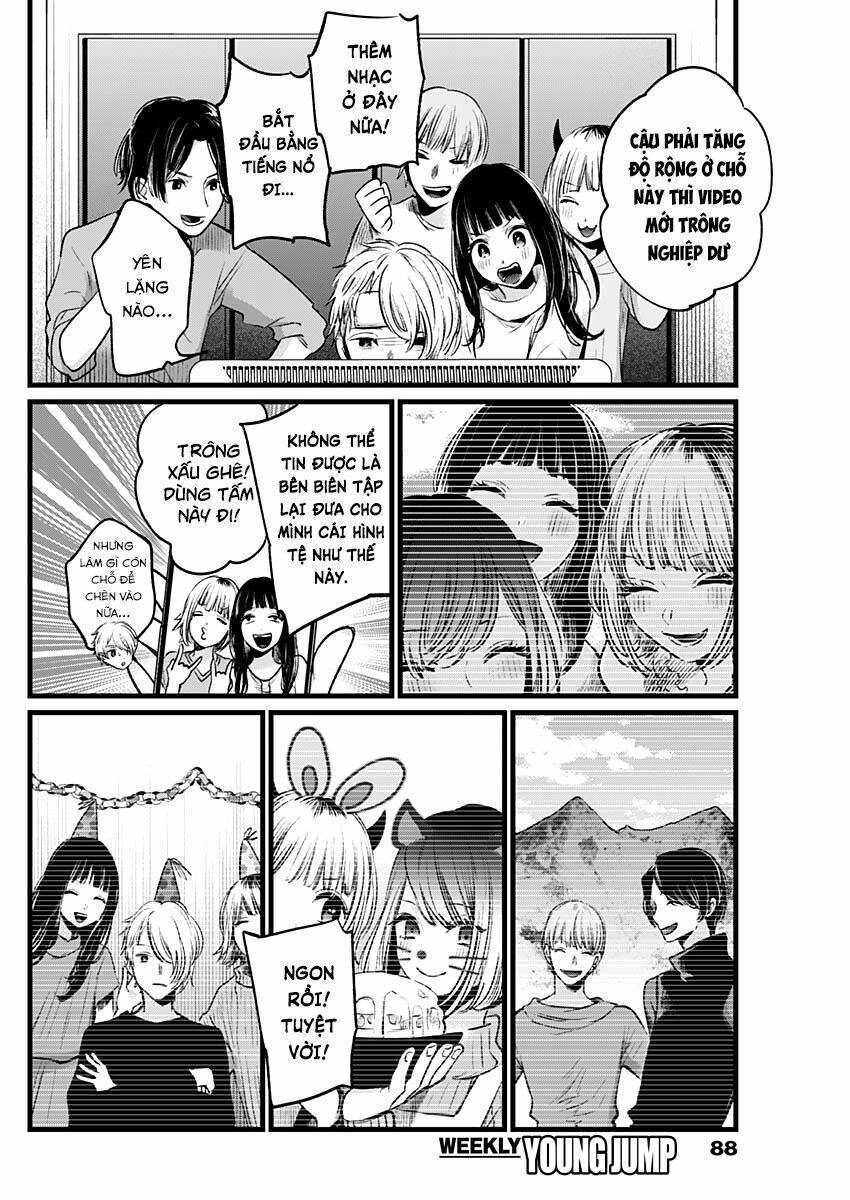 CẬU PHẢI TĂNG
ĐỘ RỘNG Ở CHỖ
NÀY THÌ VIDEO
MỚI TRÔNG
NGHIỆP DƯ
THÊM
NHẠC
Ở ĐÂY
NỮA!
BẮT
ĐẦU BẰNG
TIẾNG NỔ
ĐI...
YÊN
LẶNG
NÀO...
KHÔNG THỂ
TIN ĐƯỢC LÀ
BÊN BIÊN TẬP
LẠI ĐƯA CHO
MÌNH CÁI HÌNH
TỆ NHƯ THẾ
NÀY.
TRÔNG
XẤU GHÊ!
DÙNG TẤM
NÀY ĐI!
NHƯNG
LÀM GÌ CÓN
CHỖ ĐỂ
CHÈN VÀO
NỮA...
NGON
RỒI!
TUYỆT
VỜI!
WEEKLY YOUNG JUMP 88